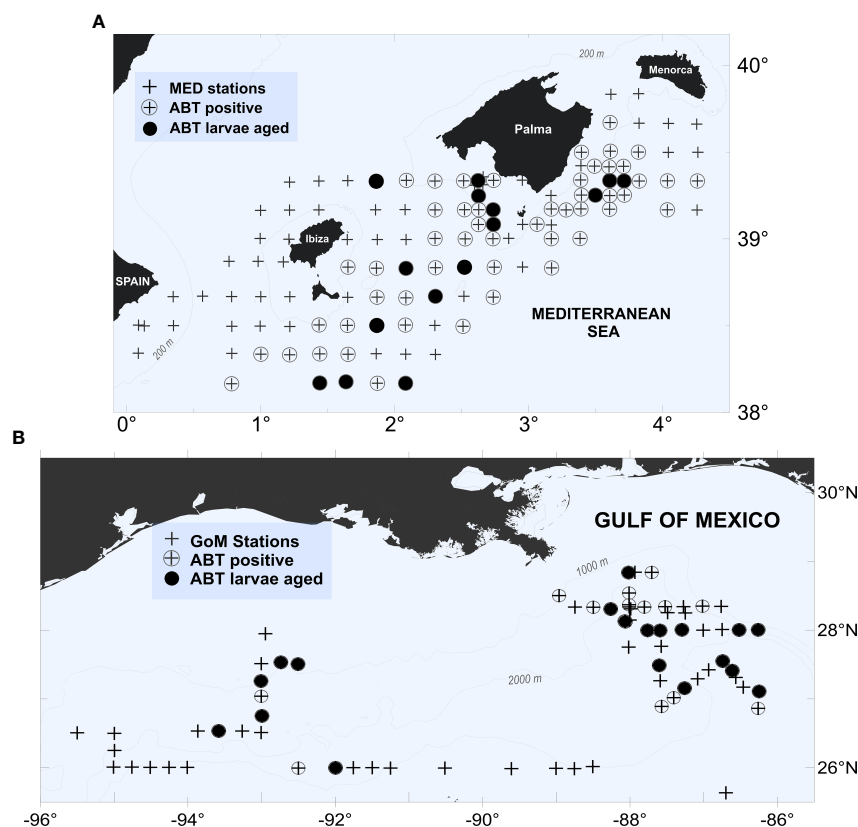 A
200 m
Menorca
40°
MED stations
ABT positive
ABT larvae aged
Palma
Ibiza
39°
SPAIN
MEDITERRANEAN
SEA
200 m
38°
0°
1°
2°
3°
4°
B
30°N
GULF OF MEXICO
GoM Stations
ABT positive
ABT larvae aged
1000 m
28°N
2000 m
26°N
-96
-94°
-92°
-90°
-88°
-86°